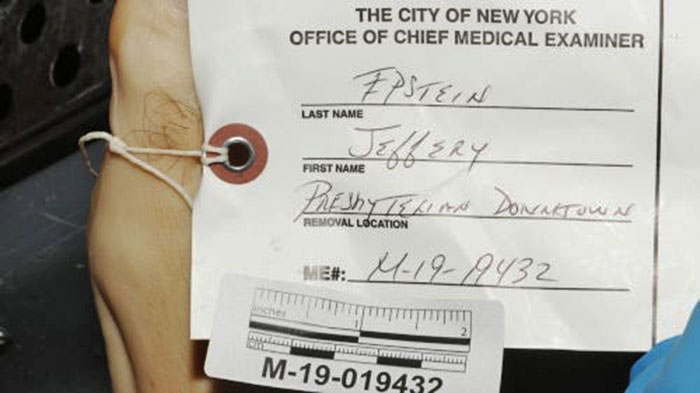 THE CITY OF NEW YORK
OFFICE OF CHIEF MEDICAL EXAMINER
EPSTEIN
LAST NAME
Jeffery
FIRST NAME
PRESbyTERIAN DOWNTOWN
REMOVAL LOCATION
ME#: M-19-19432
inches 1 2
cm
M-19-019432